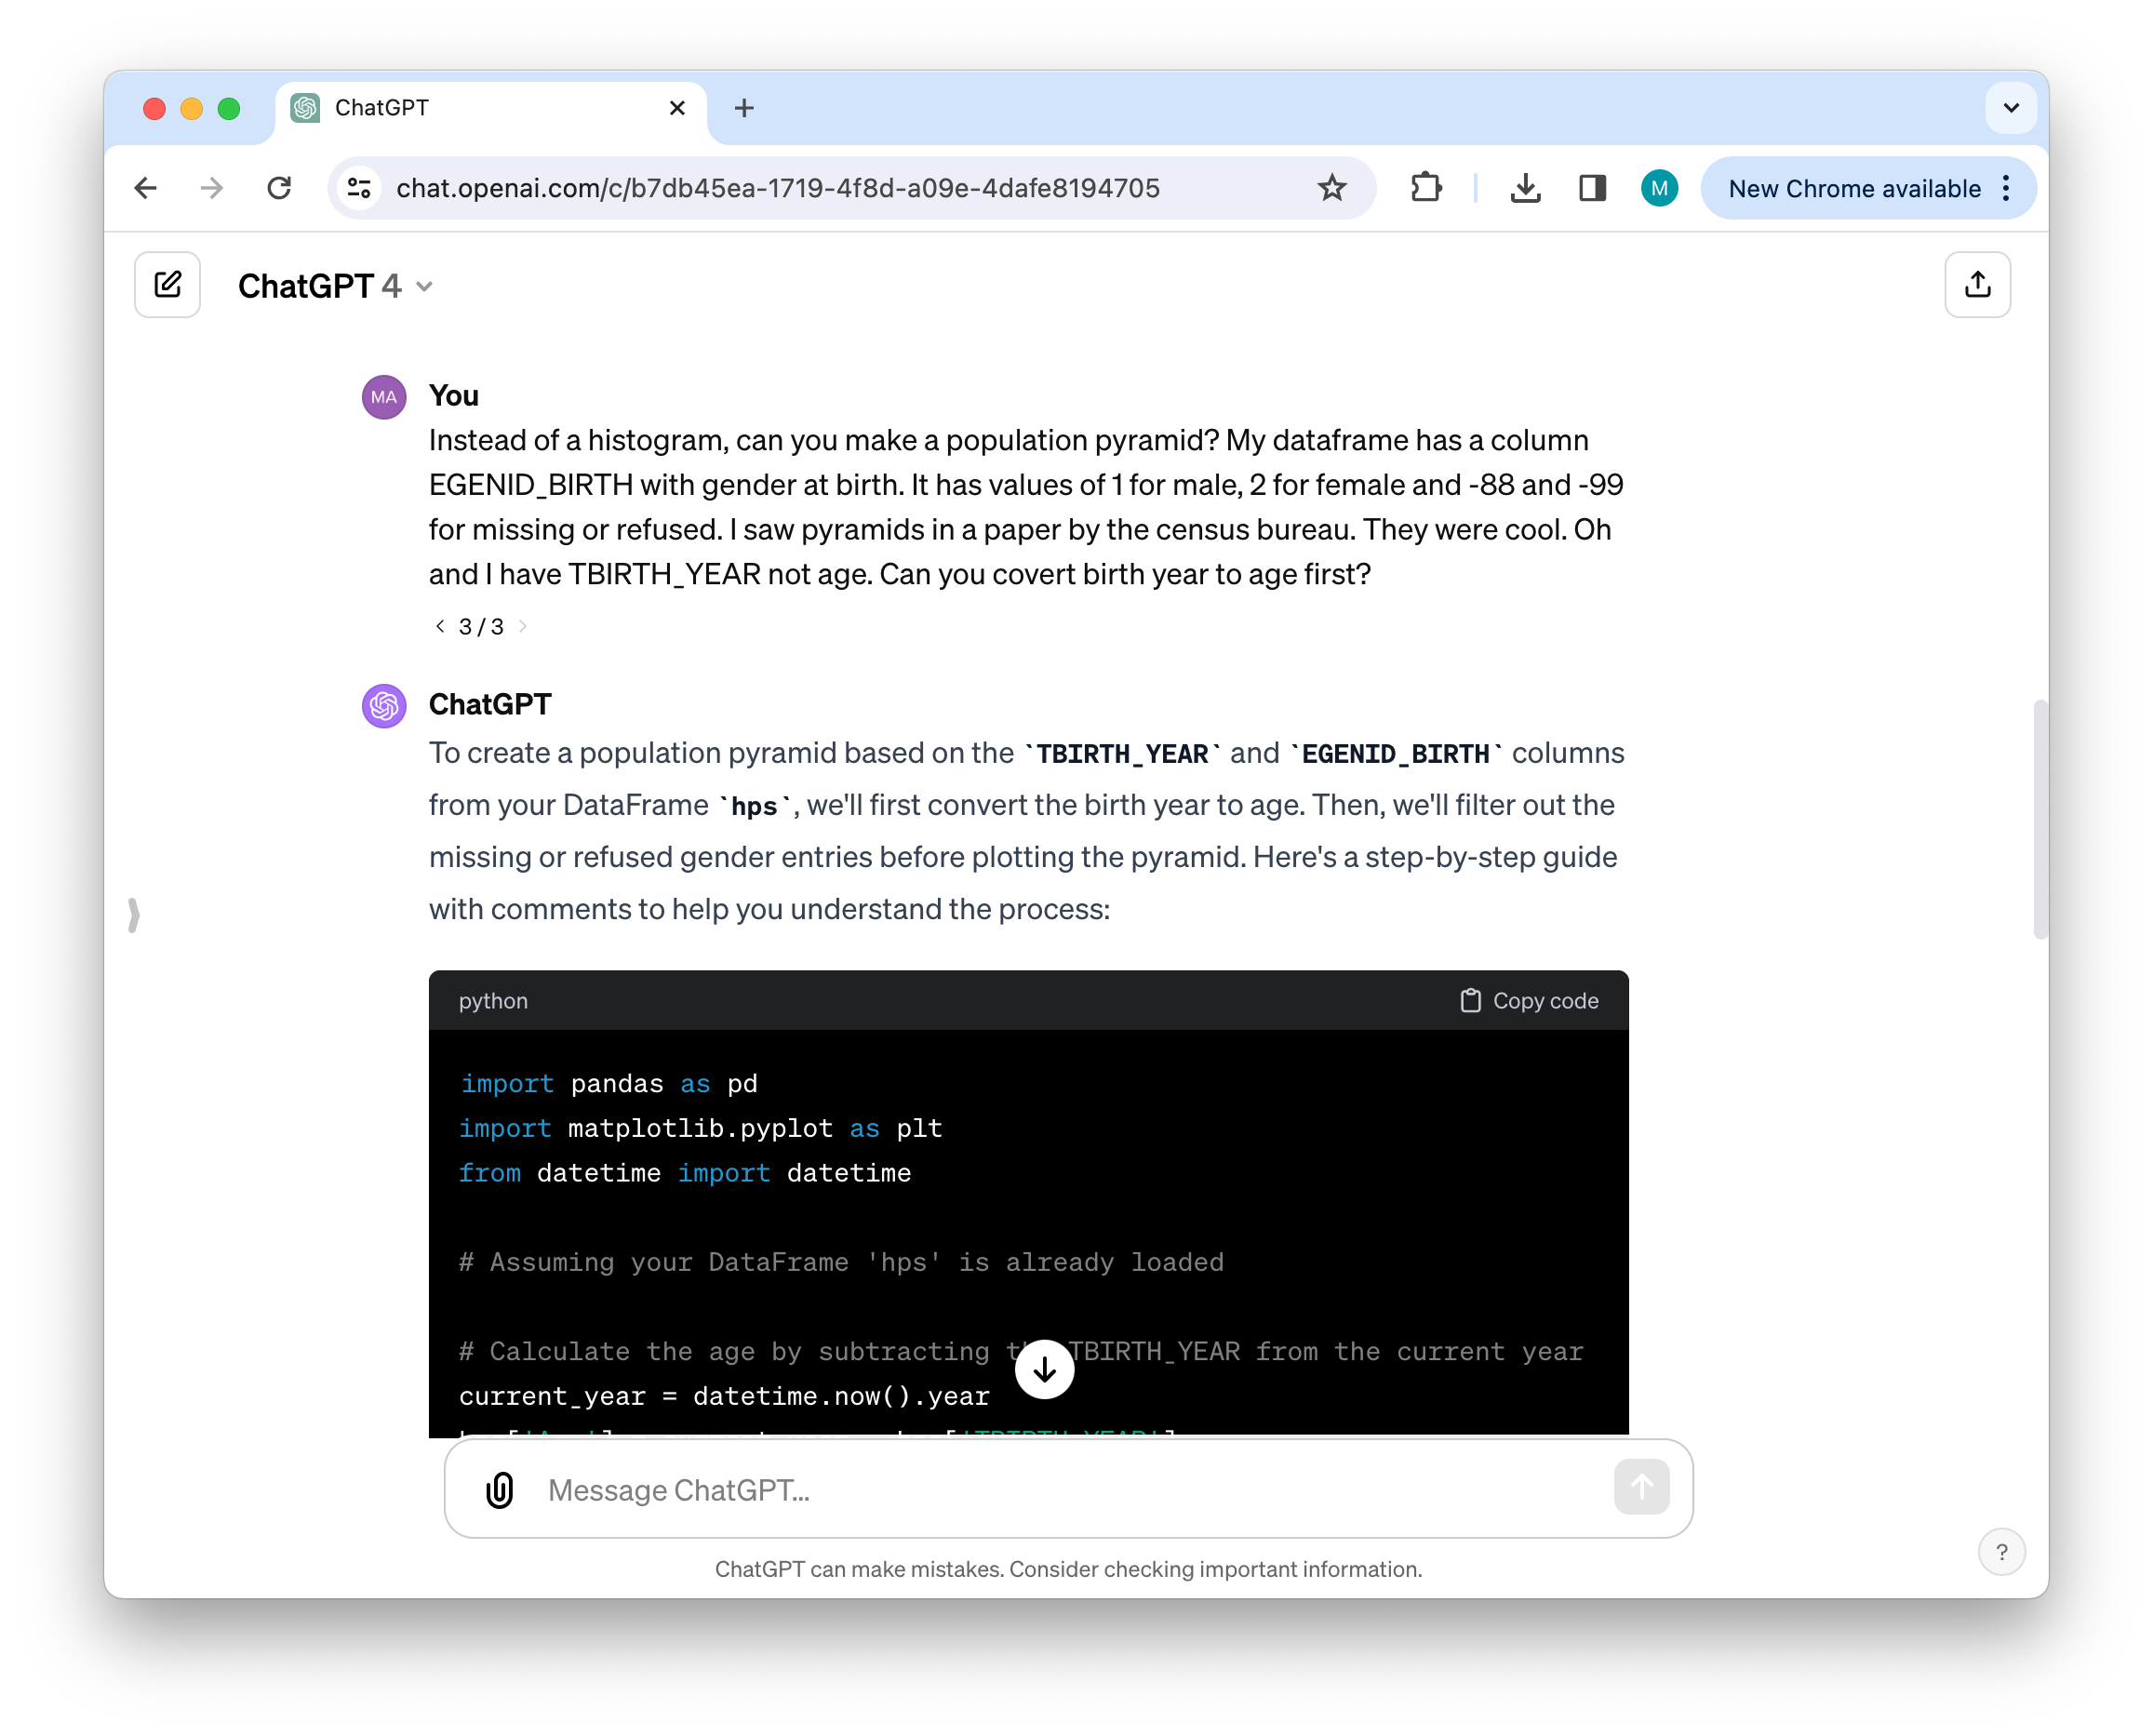 ChatGPT
chat.openai.com/c/b7db45ea-1719-4f8d-a09e-4dafe8194705
M
New Chrome available
ChatGPT 4
MA
You
Instead of a histogram, can you make a population pyramid? My dataframe has a column
EGENID_BIRTH with gender at birth. It has values of 1 for male, 2 for female and -88 and -99
for missing or refused. I saw pyramids in a paper by the census bureau. They were cool. Oh
and I have TBIRTH_YEAR not age. Can you covert birth year to age first?
3 / 3
ChatGPT
To create a population pyramid based on the `TBIRTH_YEAR` and `EGENID_BIRTH` columns
from your DataFrame `hps`, we'll first convert the birth year to age. Then, we'll filter out the
missing or refused gender entries before plotting the pyramid. Here's a step-by-step guide
with comments to help you understand the process:
python
Copy code
import pandas as pd
import matplotlib.pyplot as plt
from datetime import datetime
# Assuming your DataFrame 'hps' is already loaded
# Calculate the age by subtracting TBIRTH_YEAR from the current year
current_year = datetime.now().year
Message ChatGPT...
ChatGPT can make mistakes. Consider checking important information.
?